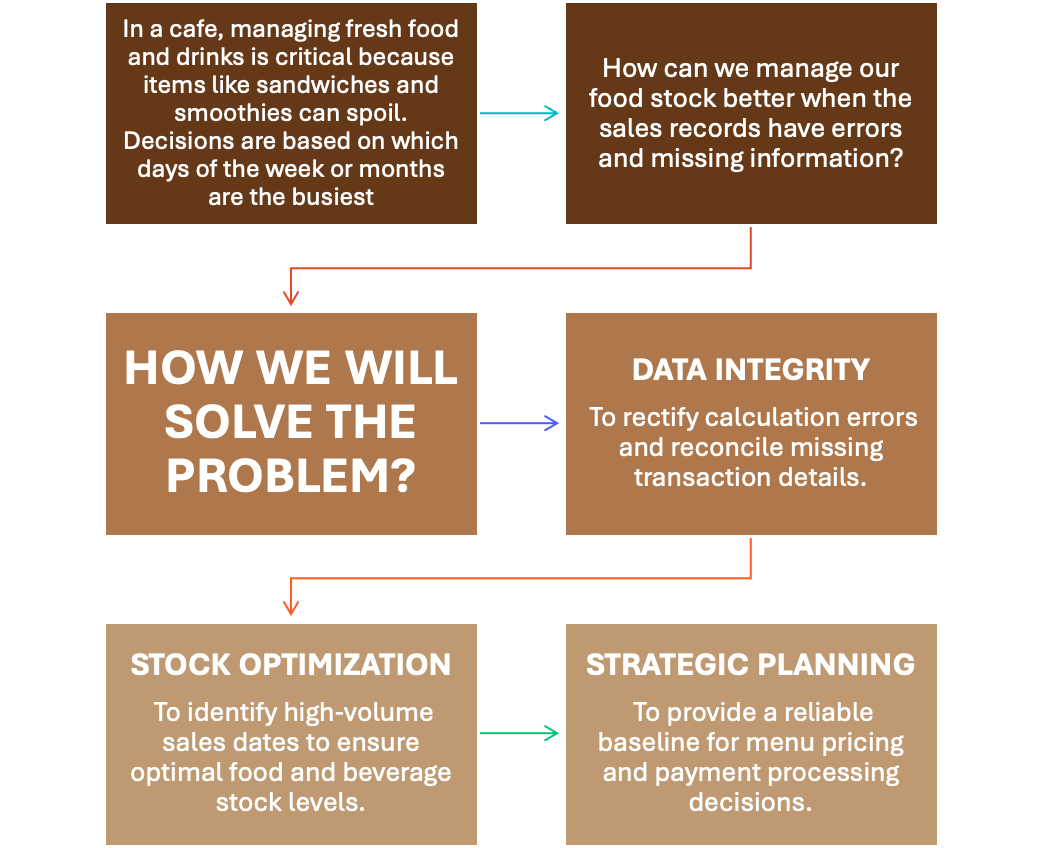 In a cafe, managing fresh food
and drinks is critical because
items like sandwiches and
smoothies can spoil.
Decisions are based on which
days of the week or months
are the busiest
How can we manage our
food stock better when the
sales records have errors
and missing information?
HOW WE WILL
SOLVE THE
PROBLEM?
DATA INTEGRITY
To rectify calculation errors
and reconcile missing
transaction details.
STOCK OPTIMIZATION
To identify high-volume
sales dates to ensure
optimal food and beverage
stock levels.
STRATEGIC PLANNING
To provide a reliable
baseline for menu pricing
and payment processing
decisions.